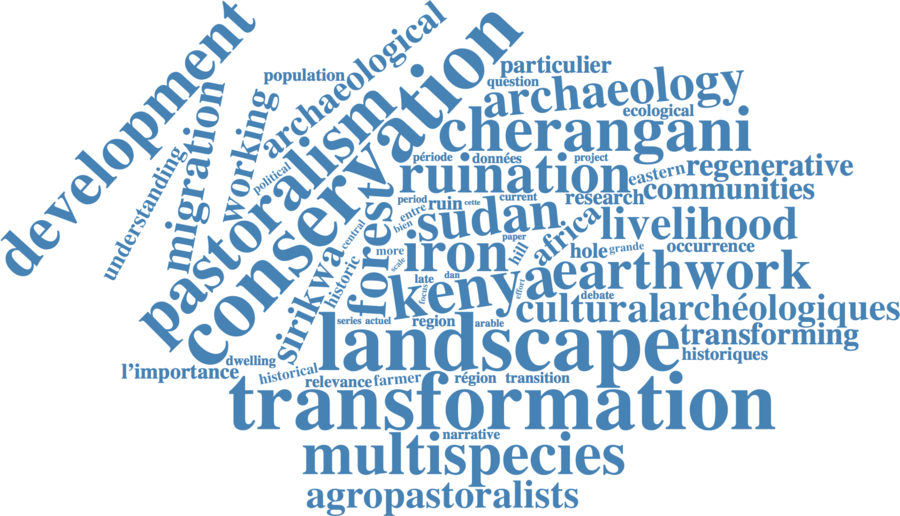 development
conservation
archaeological
population
particulier
question
archaeology
ecological
migration
working
pastoralism
cherangani
understanding
political
période
données
project
ruination
eastern
regenerative
communities
research
current
period
ruin
cette
entre
bien
sudan
forest
central
livelihood
africa
paper
hill
hole
grande
occurrence
more
scale
iron
sirikwa
historic
late
dan
focus
kenya
effort
earthwork
debate
cultural
archéologiques
series
actuel
region
arable
landscape
transforming
historiques
l’importance
dwelling
historical
relevance
farmer
région
transition
transformation
narrative
multispecies
agropastoralists